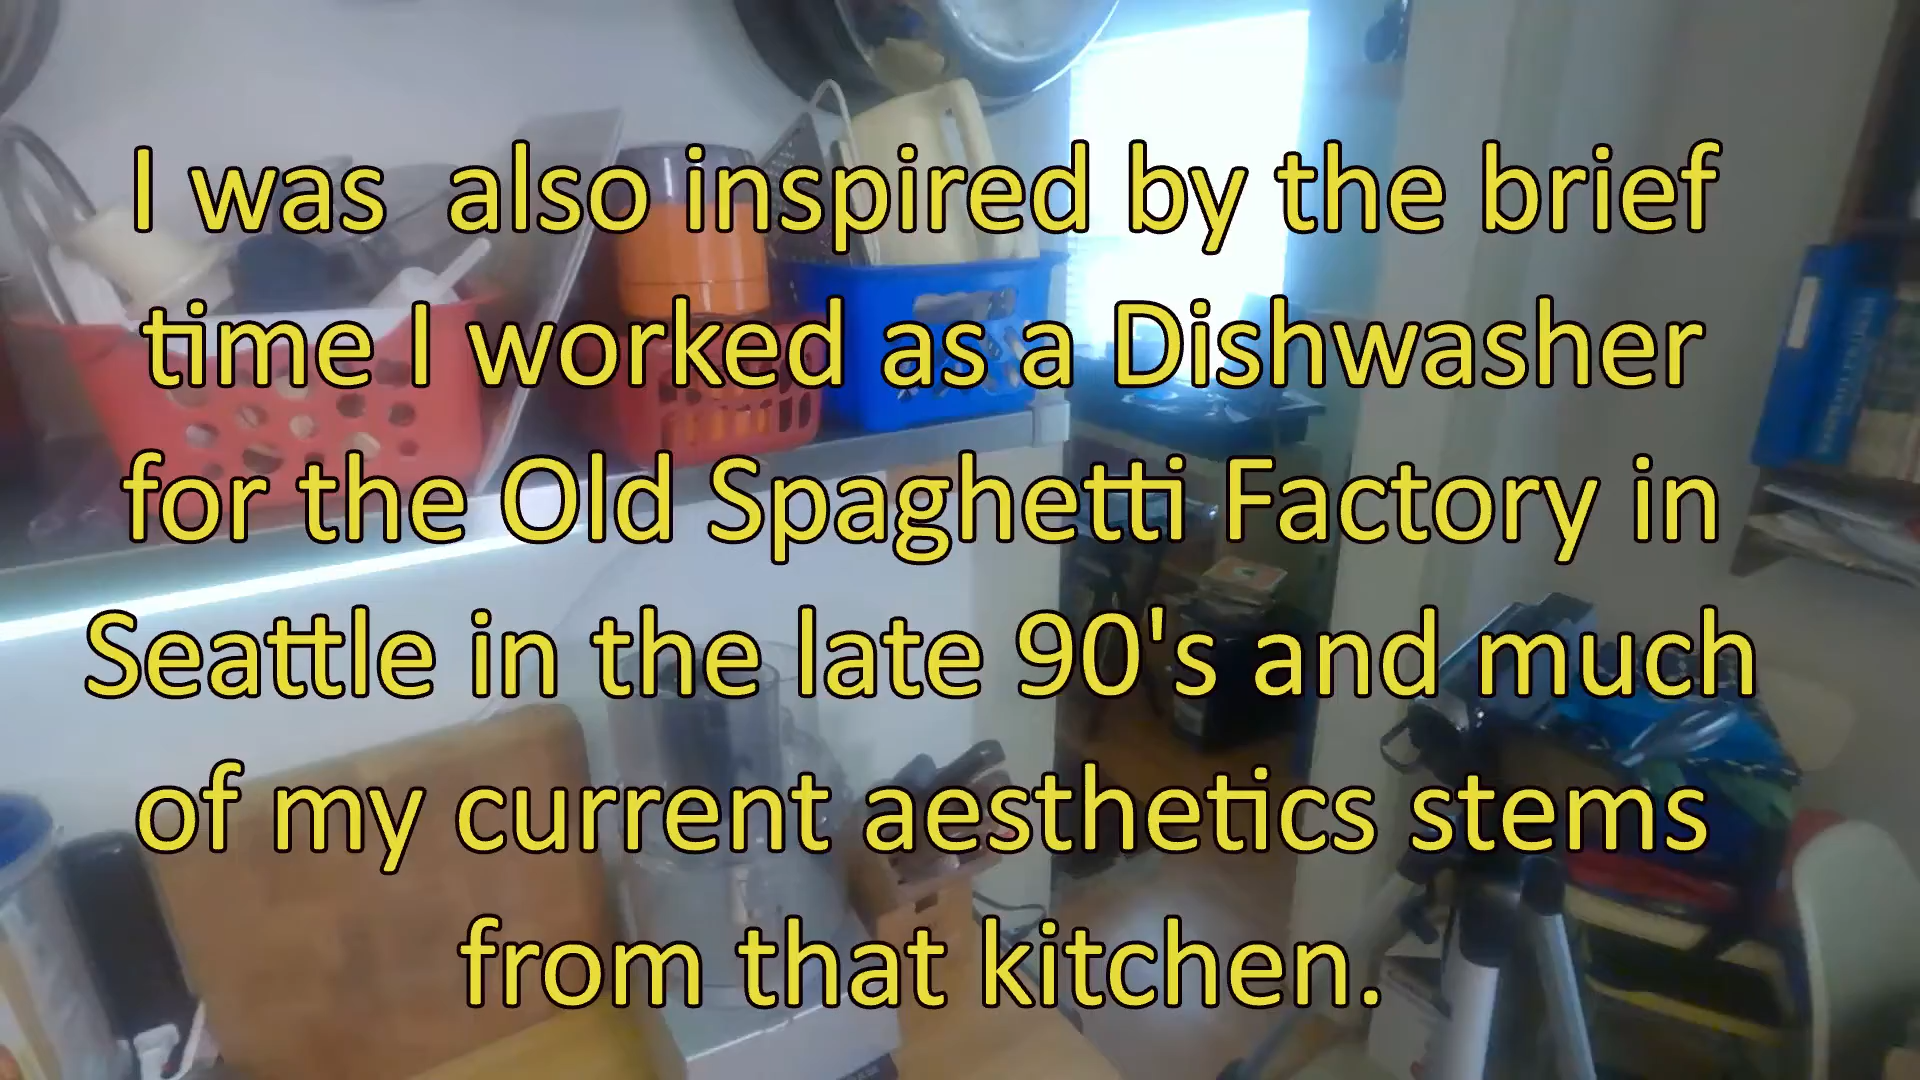 I was  also inspired by the brief
time I worked as a Dishwasher
for the Old Spaghetti Factory in
Seattle in the late 90's and much
of my current aesthetics stems
from that kitchen.